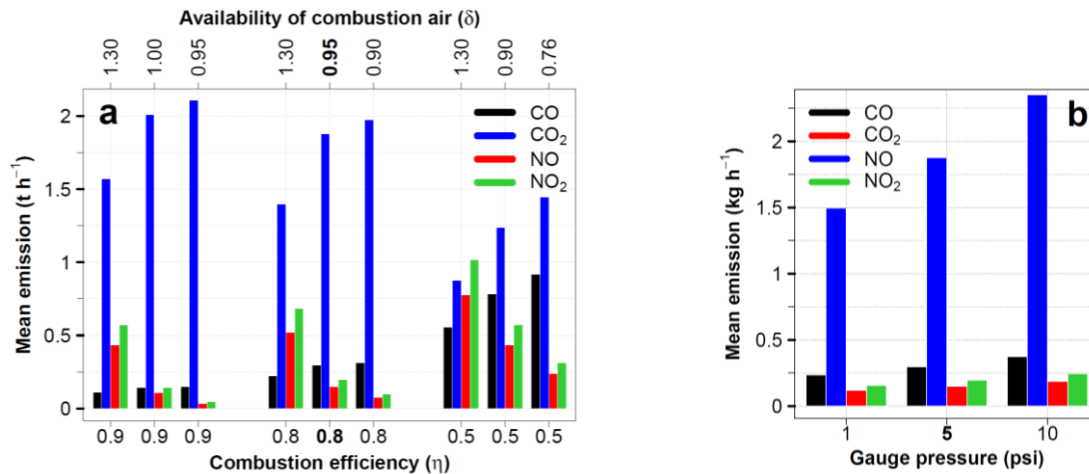 Availability of combustion air (δ)
1.30 1.00 0.95 1.30 0.95 0.90 1.30 0.90 0.76
a
CO
CO₂
NO
NO₂
2
1.5
1
0.5
0
Mean emission (t h⁻¹)
0.9 0.9 0.9 0.8 0.8 0.8 0.5 0.5 0.5
Combustion efficiency (η)
b
CO
CO₂
NO
NO₂
2
1.5
1
0.5
0
Mean emission (kg h⁻¹)
1 5 10
Gauge pressure (psi)